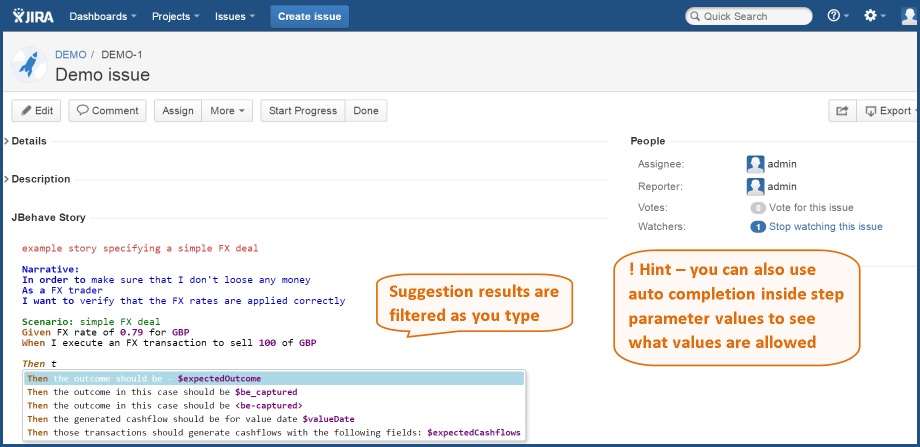 JIRA Dashboards Projects Issues Create issue Quick Search
DEMO / DEMO-1
Demo issue
Edit Comment Assign More Start Progress Done Export
Details
People
Assignee: admin
Description
Reporter: admin
Votes: 0 Vote for this issue
JBehave Story
Watchers: 1 Stop watching this issue
example story specifying a simple FX deal
Narrative:
In order to make sure that I don't loose any money
As a FX trader
I want to verify that the FX rates are applied correctly
Scenario: simple FX deal
Given FX rate of 0.79 for GBP
When I execute an FX transaction to sell 100 of GBP
Then t
Then the outcome should be - $expectedOutcome
Then the outcome in this case should be $be_captured
Then the outcome in this case should be <be-captured>
Then the generated cashflow should be for value date $valueDate
Then those transactions should generate cashflows with the following fields: $expectedCashflows
Suggestion results are
filtered as you type
! Hint – you can also use
auto completion inside step
parameter values to see
what values are allowed